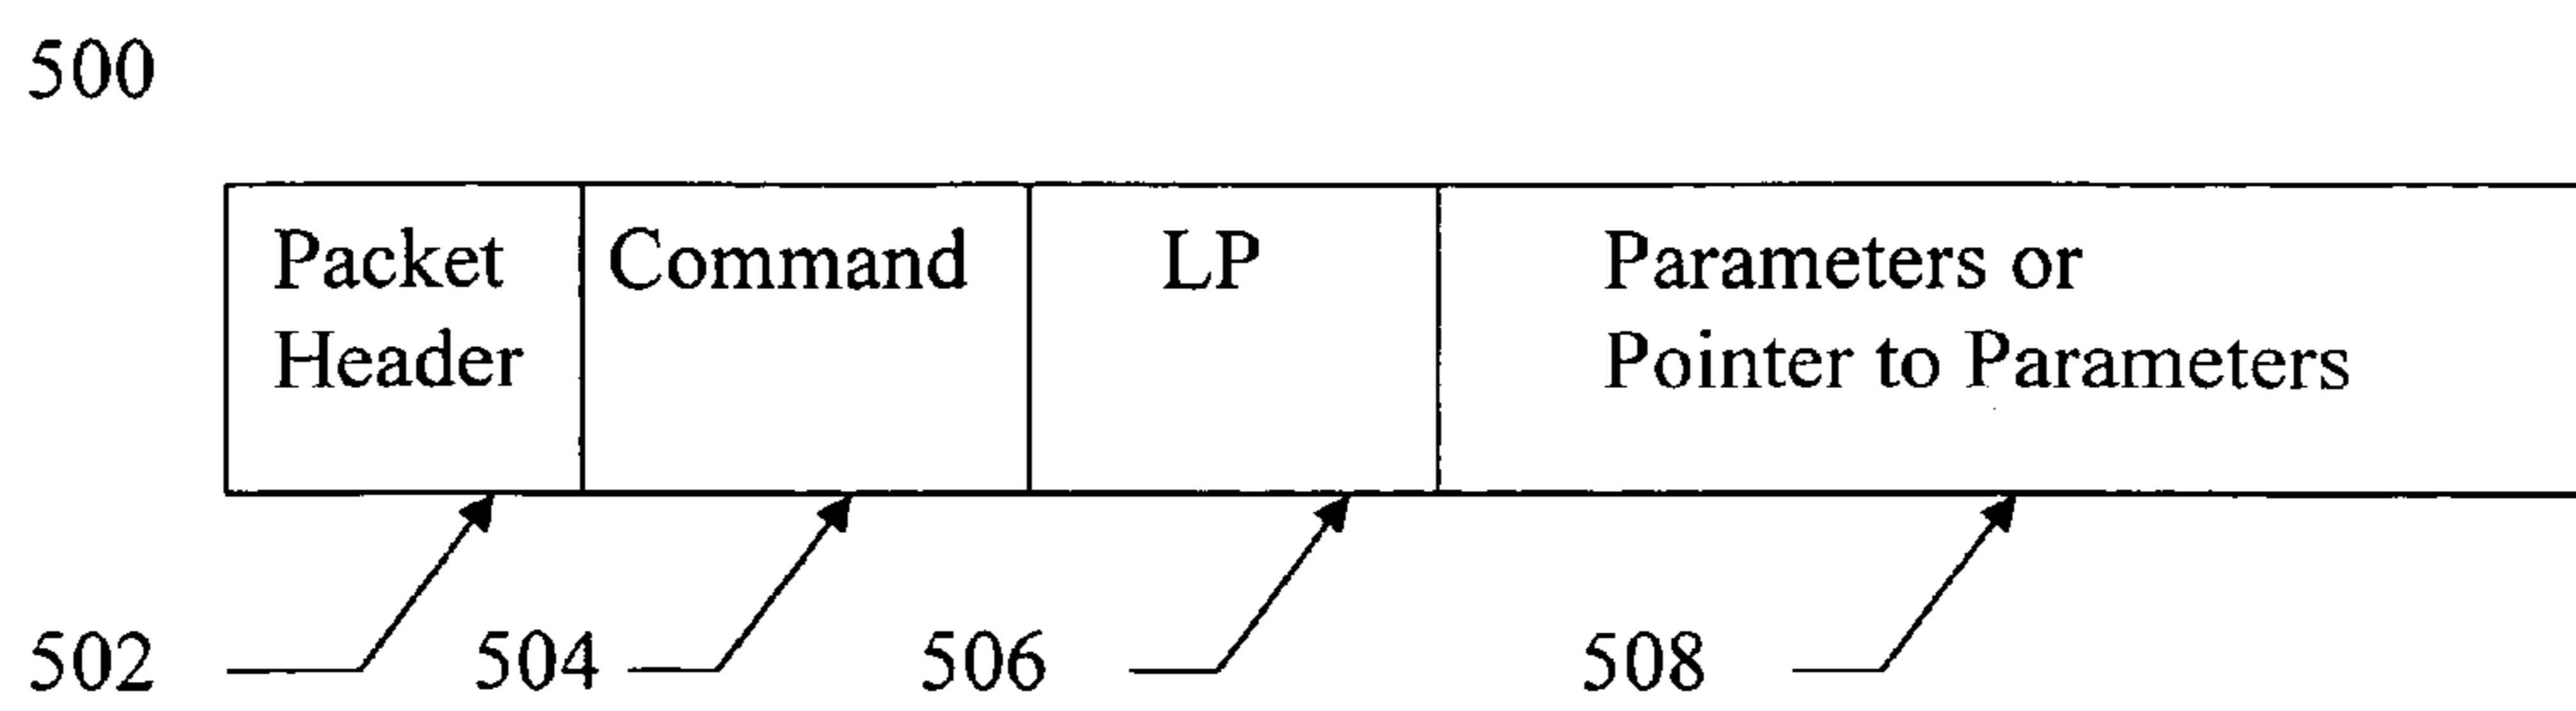 500
Packet
Header
Command
LP
Parameters or
Pointer to Parameters
502
504
506
508